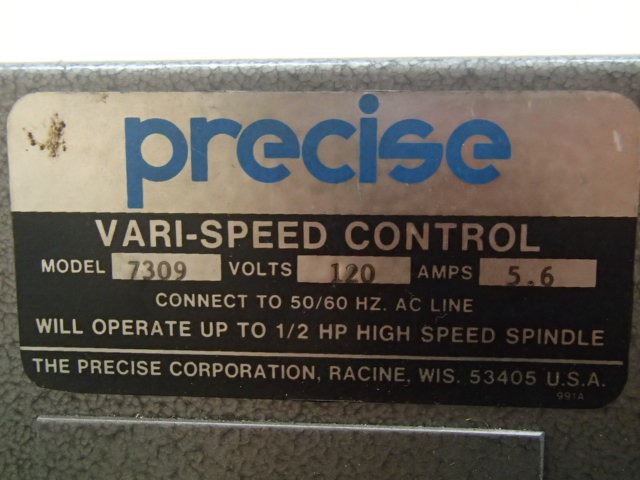 precise
VARI-SPEED CONTROL
MODEL 7309 VOLTS 120 AMPS 5.6
CONNECT TO 50/60 HZ. AC LINE
WILL OPERATE UP TO 1/2 HP HIGH SPEED SPINDLE
THE PRECISE CORPORATION, RACINE, WIS. 53405 U.S.A.
991A